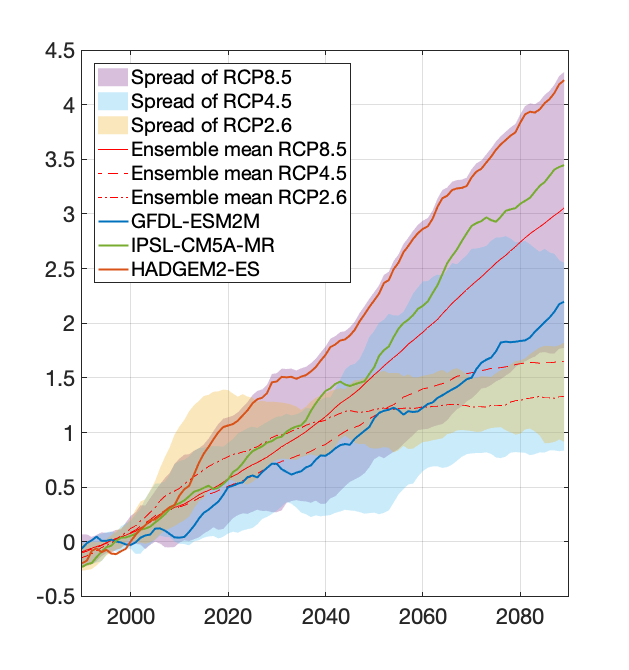 4.5
4
3.5
3
2.5
2
1.5
1
0.5
0
-0.5
Spread of RCP8.5
Spread of RCP4.5
Spread of RCP2.6
Ensemble mean RCP8.5
Ensemble mean RCP4.5
Ensemble mean RCP2.6
GFDL-ESM2M
IPSL-CM5A-MR
HADGEM2-ES
2000 2020 2040 2060 2080